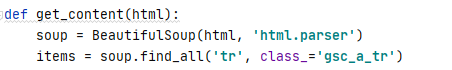 def get_content(html):
    soup = BeautifulSoup(html, 'html.parser')
    items = soup.find_all('tr', class_='gsc_a_tr')